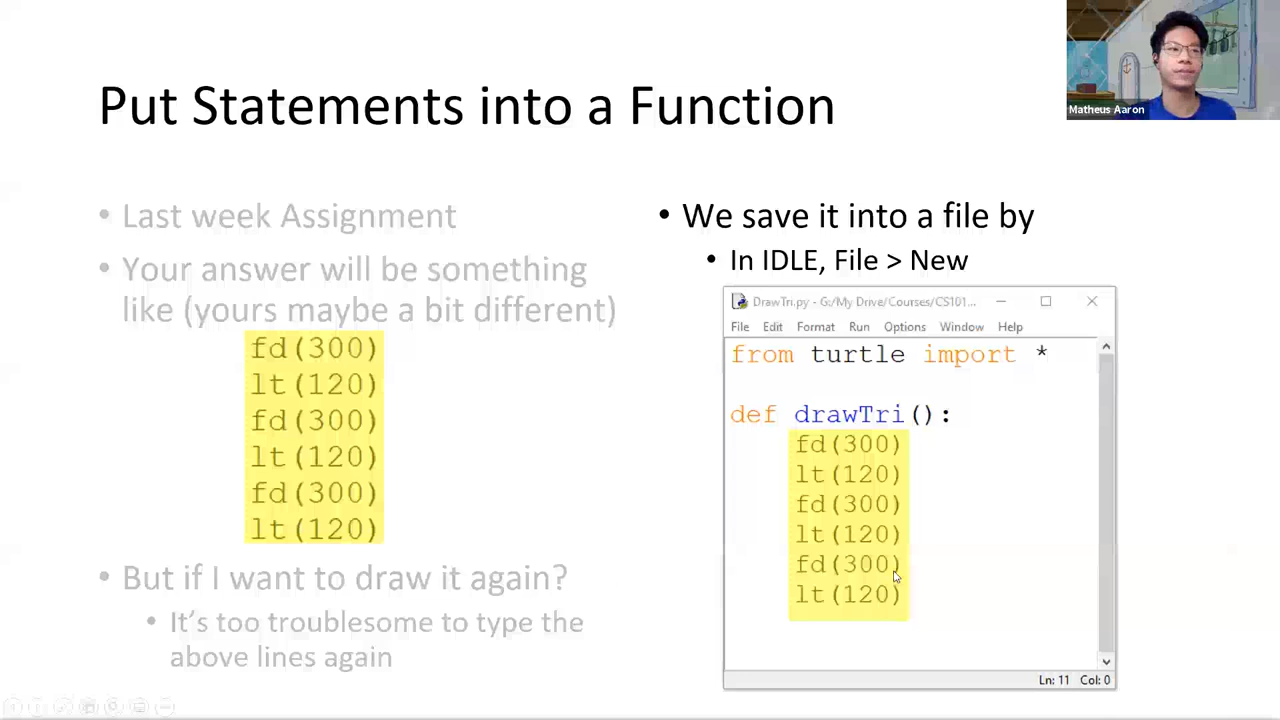 Matheus Aaron
Put Statements into a Function
• Last week Assignment
• Your answer will be something
like (yours maybe a bit different)
fd(300)
lt(120)
fd(300)
lt(120)
fd(300)
lt(120)
• But if I want to draw it again?
• It's too troublesome to type the
above lines again
• We save it into a file by
• In IDLE, File > New
DrawTri.py - G:/My Drive/Courses/CS101...
File Edit Format Run Options Window Help
from turtle import *
def drawTri():
fd(300)
lt(120)
fd(300)
lt(120)
fd(300)
lt(120)
Ln: 11 Col: 0